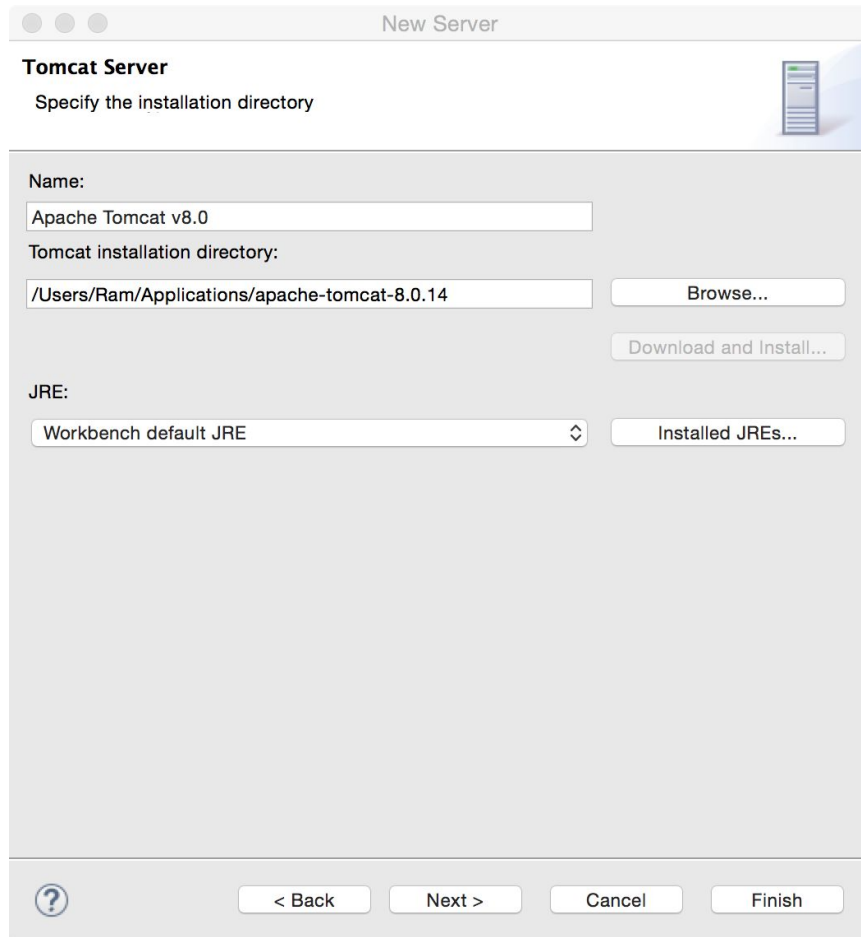 New Server
Tomcat Server
Specify the installation directory
Name:
Apache Tomcat v8.0
Tomcat installation directory:
/Users/Ram/Applications/apache-tomcat-8.0.14
Browse...
Download and Install...
JRE:
Workbench default JRE
Installed JREs...
?
< Back
Next >
Cancel
Finish